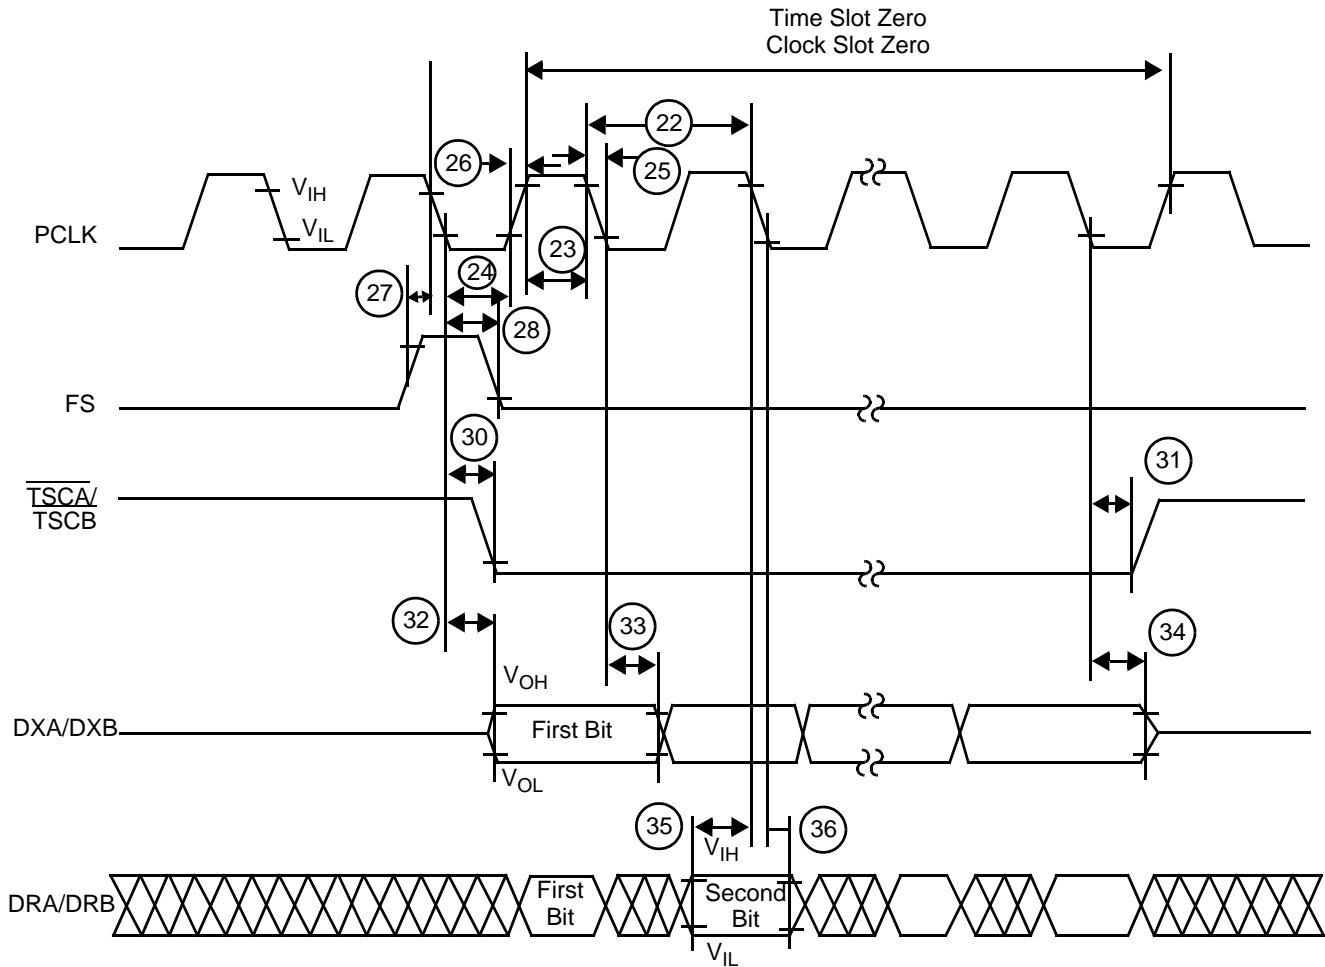 Time Slot Zero
Clock Slot Zero
22
26
25
VIH
VIL
PCLK
23
24
27
28
FS
30
31
TSCA/
TSCB
32
33
34
VOH
DXA/DXB
First Bit
VOL
35
36
VIH
DRA/DRB
First
Bit
Second
Bit
VIL